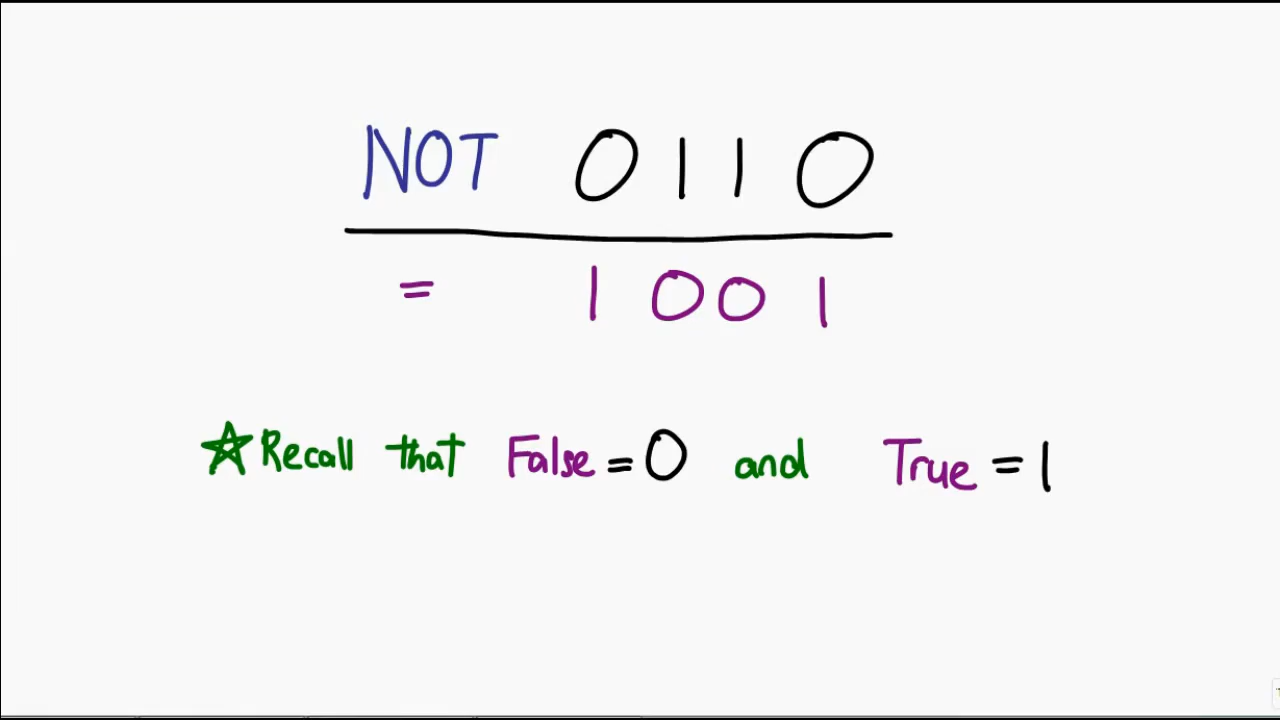 NOT 0110
= 1001
☆Recall that False = 0 and True = 1